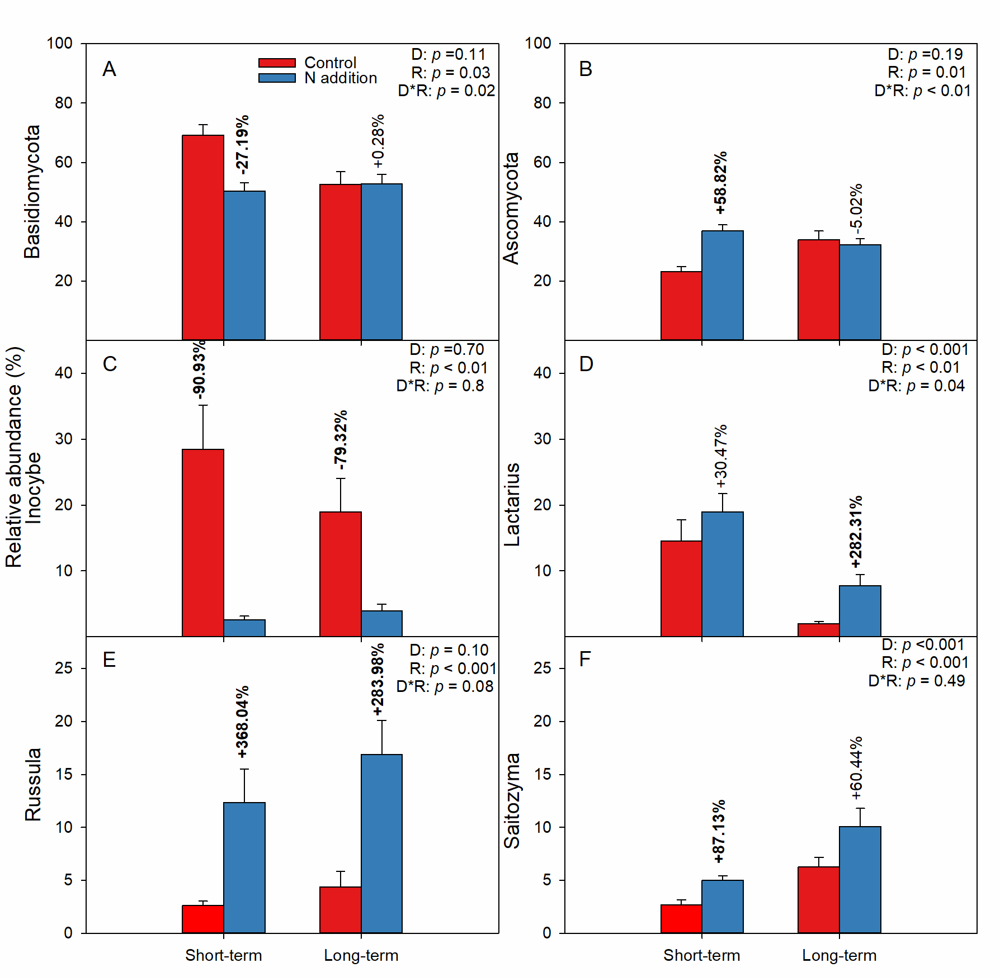 Relative abundance (%)
Basidiomycota
100
80
60
40
20
A
Control
N addition
D: p =0.11
R: p = 0.03
D*R: p = 0.02
-27.19%
+0.28%
Ascomycota
100
80
60
40
20
B
D: p =0.19
R: p = 0.01
D*R: p < 0.01
+58.82%
-5.02%
Inocybe
40
30
20
10
C
D: p =0.70
R: p < 0.01
D*R: p = 0.8
-90.93%
-79.32%
Lactarius
40
30
20
10
D
D: p < 0.001
R: p < 0.01
D*R: p = 0.04
+30.47%
+282.31%
Russula
25
20
15
10
5
0
E
D: p = 0.10
R: p < 0.001
D*R: p = 0.08
+368.04%
+283.98%
Short-term
Long-term
Saitozyma
25
20
15
10
5
0
F
D: p <0.001
R: p < 0.001
D*R: p = 0.49
+87.13%
+60.44%
Short-term
Long-term